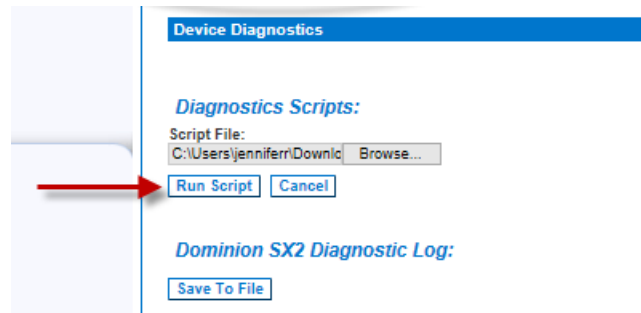 Device Diagnostics
Diagnostics Scripts:
Script File:
C:\Users\jenniferr\Downlc Browse...
Run Script Cancel
Dominion SX2 Diagnostic Log:
Save To File